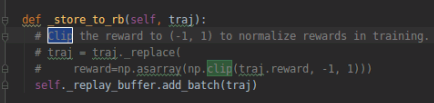 def _store_to_rb(self, traj):
# Clip the reward to (-1, 1) to normalize rewards in training.
# traj = traj._replace(
#     reward=np.asarray(np.clip(traj.reward, -1, 1)))
self._replay_buffer.add_batch(traj)